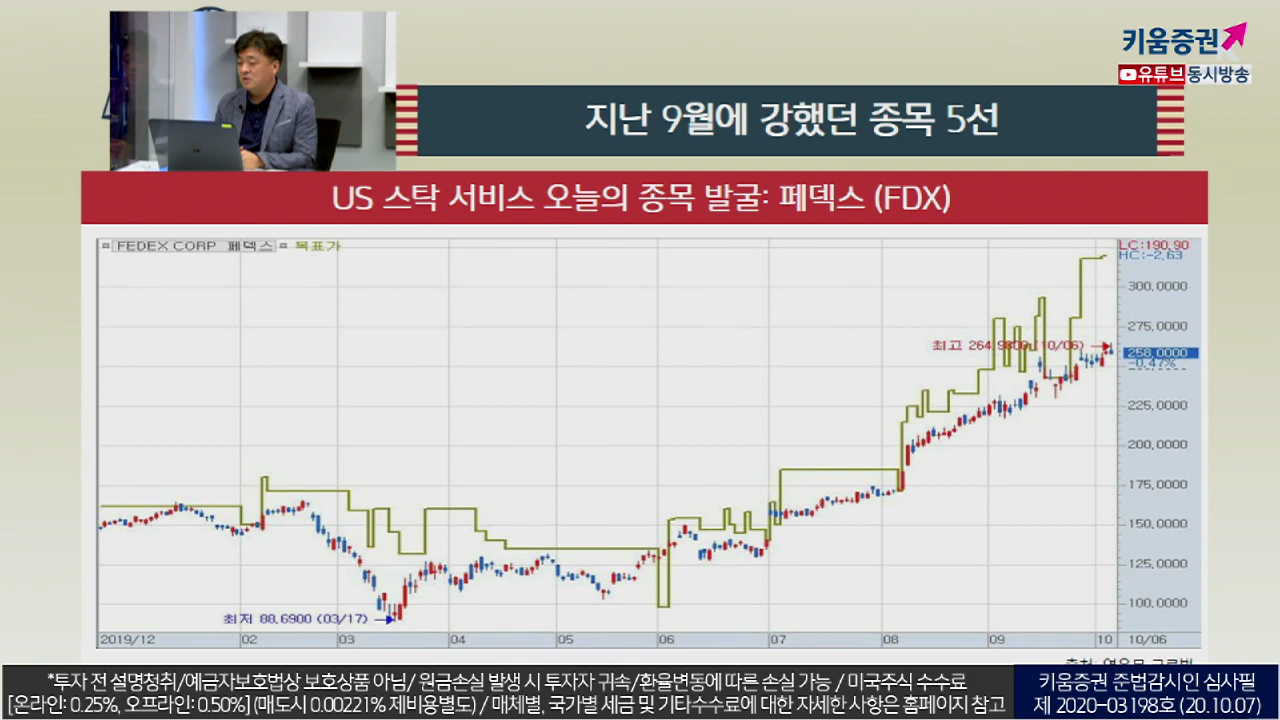 키움증권
유튜브 동시방송
지난 9월에 강했던 종목 5선
US 스탁 서비스 오늘의 종목 발굴: 페덱스 (FDX)
FEDEX CORP 페덱스 목표가
LC:190,90
HC:-2,63
300,0000
275,0000
최고 264,9800 (10/06)
258,0000
-0,47%
225,0000
200,0000
175,0000
150,0000
125,0000
100,0000
최저 88,6900 (03/17)
2019/12 02 03 04 05 06 07 08 09 10 10/06
*투자 전 설명청취/예금자보호법상 보호상품 아님/ 원금손실 발생 시 투자자 귀속/환율변동에 따른 손실 가능 / 미국주식 수수료
[온라인: 0.25%, 오프라인: 0.50%] (매도시 0.00221% 제비용별도) / 매체별, 국가별 세금 및 기타수수료에 대한 자세한 사항은 홈페이지 참고
키움증권 준법감시인 심사필
제 2020-03198호 (20.10.07)